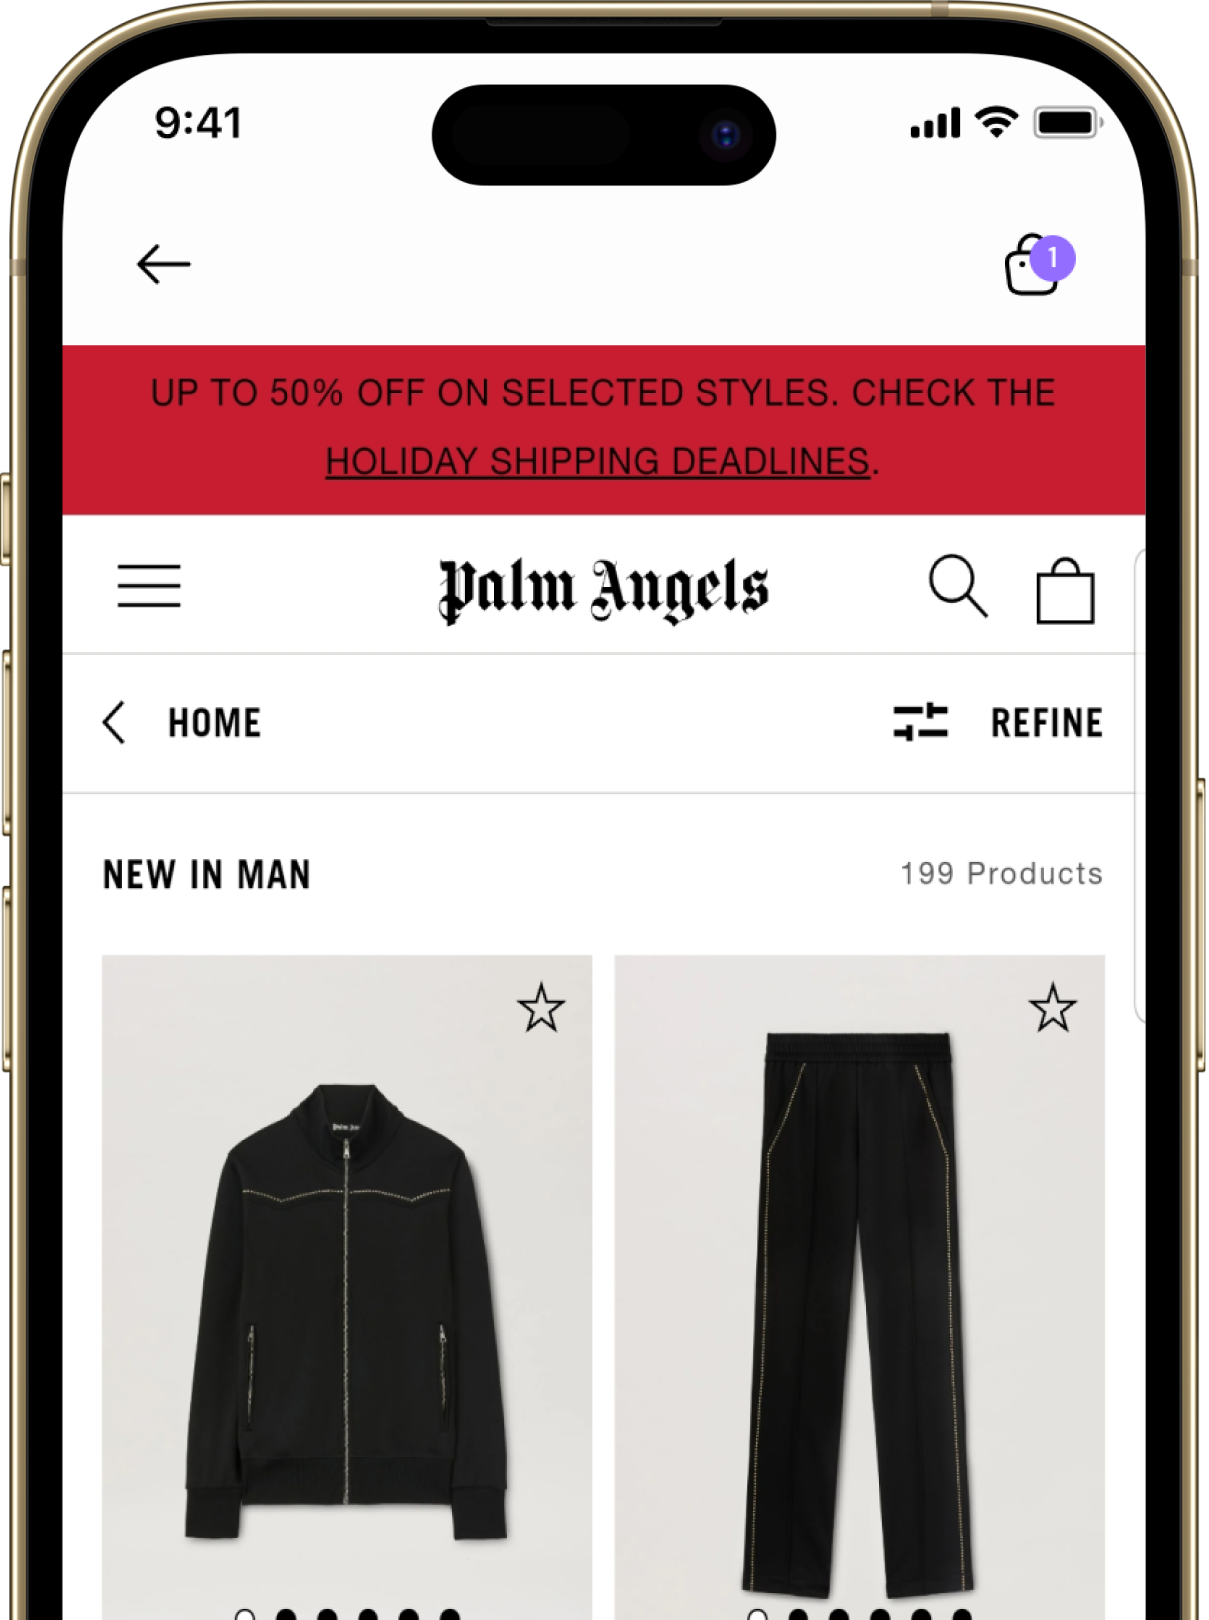 9:41
1
UP TO 50% OFF ON SELECTED STYLES. CHECK THE
HOLIDAY SHIPPING DEADLINES.
Palm Angels
HOME
REFINE
NEW IN MAN
199 Products